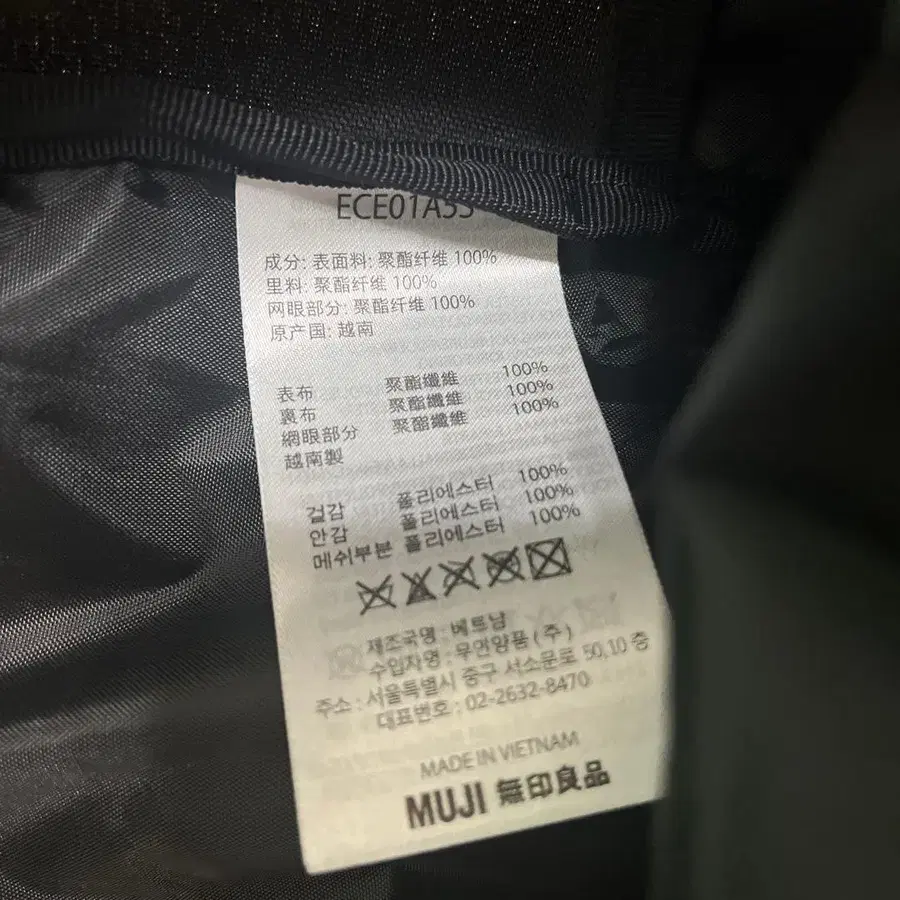 ECE01A55
成分: 表面料: 聚酯纤维 100%
里料: 聚酯纤维 100%
网眼部分: 聚酯纤维 100%
原产国: 越南
表布 聚酯纖維 100%
裏布 聚酯纖維 100%
網眼部分 聚酯纖維 100%
越南製
겉감 폴리에스터 100%
안감 폴리에스터 100%
메쉬부분 폴리에스터 100%
제조국명 : 베트남
수입자명 : 무인양품 (주)
주소 : 서울특별시 중구 서소문로 50, 10 층
대표번호 : 02-2632-8470
MADE IN VIETNAM
MUJI 無印良品